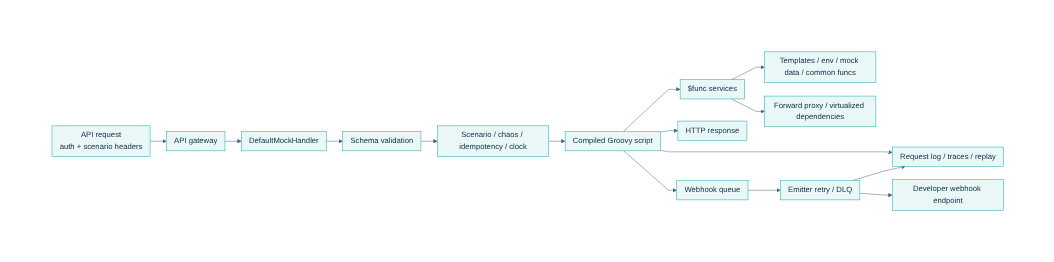 API request
auth + scenario headers
API gateway
DefaultMockHandler
Schema validation
Scenario / chaos /
idempotency / clock
Compiled Groovy script
$func services
Templates / env / mock
data / common funcs
Forward proxy / virtualized
dependencies
HTTP response
Request log / traces / replay
Webhook queue
Emitter retry / DLQ
Developer webhook
endpoint